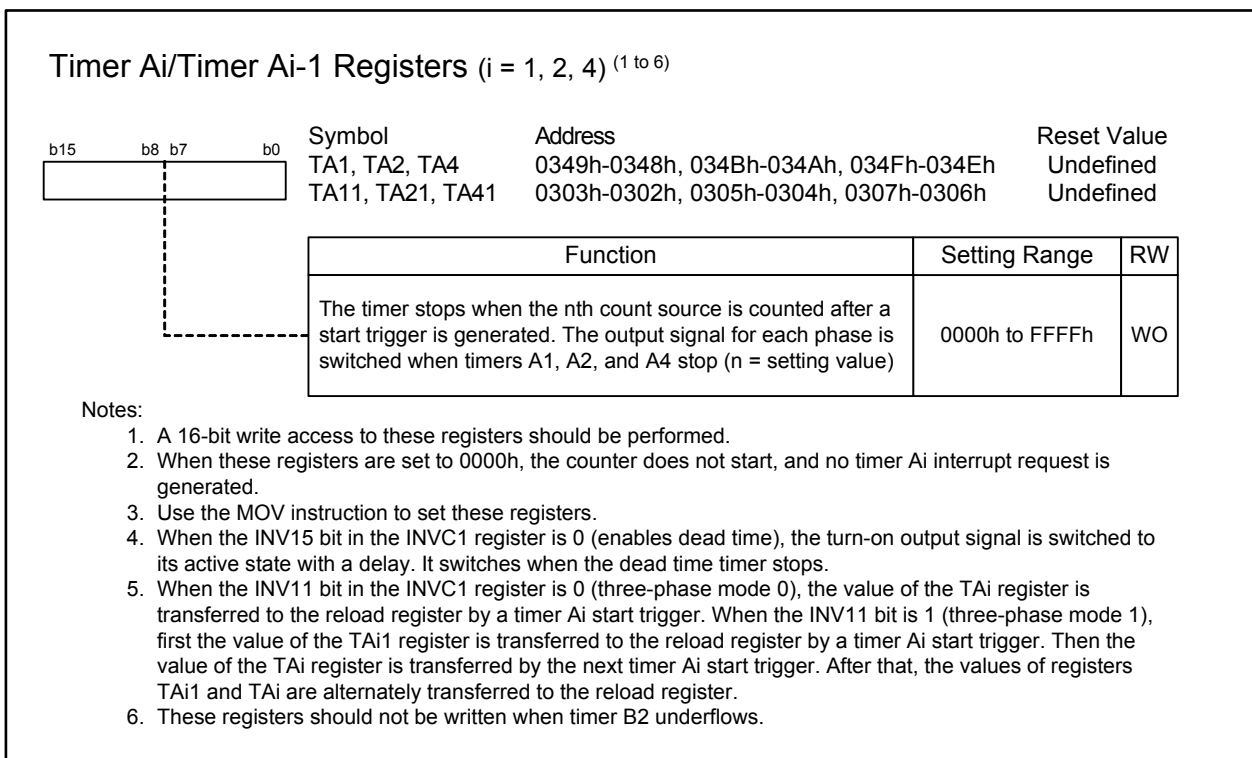 Timer Ai/Timer Ai-1 Registers (i = 1, 2, 4) (1 to 6)
b15 b8 b7 b0
Symbol Address Reset Value
TA1, TA2, TA4 0349h-0348h, 034Bh-034Ah, 034Fh-034Eh Undefined
TA11, TA21, TA41 0303h-0302h, 0305h-0304h, 0307h-0306h Undefined
Function Setting Range RW
The timer stops when the nth count source is counted after a
start trigger is generated. The output signal for each phase is
switched when timers A1, A2, and A4 stop (n = setting value)
0000h to FFFFh WO
Notes:
1. A 16-bit write access to these registers should be performed.
2. When these registers are set to 0000h, the counter does not start, and no timer Ai interrupt request is
generated.
3. Use the MOV instruction to set these registers.
4. When the INV15 bit in the INVC1 register is 0 (enables dead time), the turn-on output signal is switched to
its active state with a delay. It switches when the dead time timer stops.
5. When the INV11 bit in the INVC1 register is 0 (three-phase mode 0), the value of the TAi register is
transferred to the reload register by a timer Ai start trigger. When the INV11 bit is 1 (three-phase mode 1),
first the value of the TAi1 register is transferred to the reload register by a timer Ai start trigger. Then the
value of the TAi register is transferred by the next timer Ai start trigger. After that, the values of registers
TAi1 and TAi are alternately transferred to the reload register.
6. These registers should not be written when timer B2 underflows.